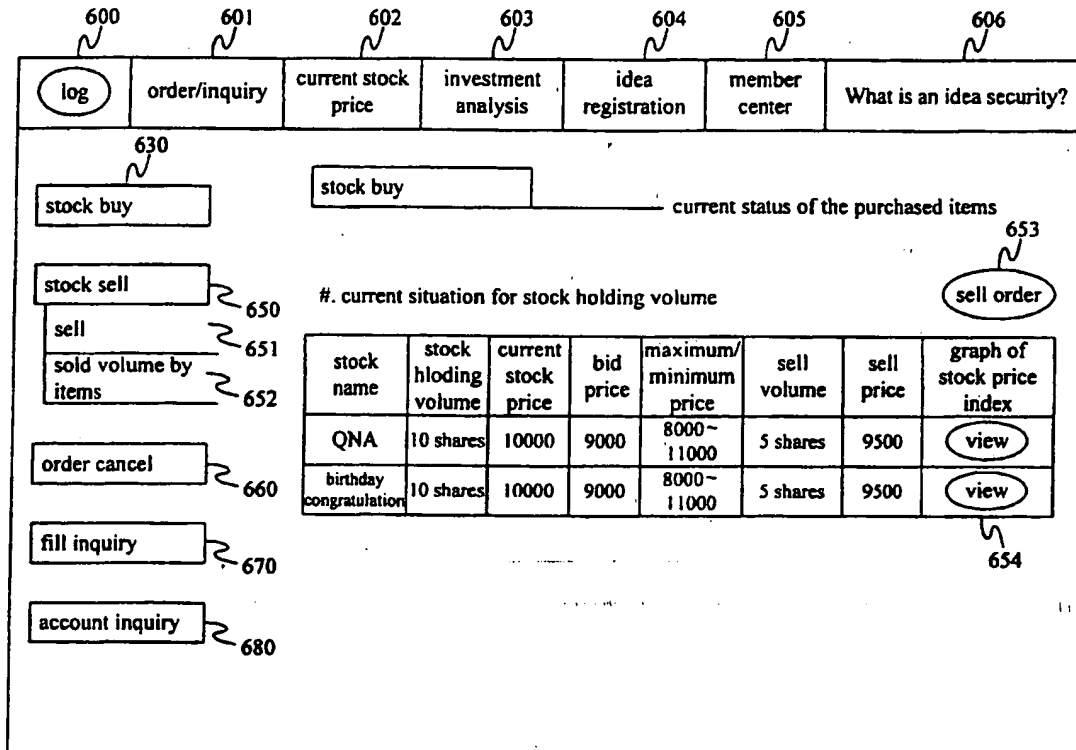 600 601 602 603 604 605 606
log order/inquiry current stock price investment analysis idea registration member center What is an idea security?
630
stock buy
stock sell
650
sell
651
sold volume by items
652
order cancel
660
fill inquiry
670
account inquiry
680
stock buy
current status of the purchased items
653
#. current situation for stock holding volume
sell order
stock name stock hloding volume current stock price bid price maximum/ minimum price sell volume sell price graph of stock price index
QNA 10 shares 10000 9000 8000~ 11000 5 shares 9500 view
birthday congratulation 10 shares 10000 9000 8000~ 11000 5 shares 9500 view
654